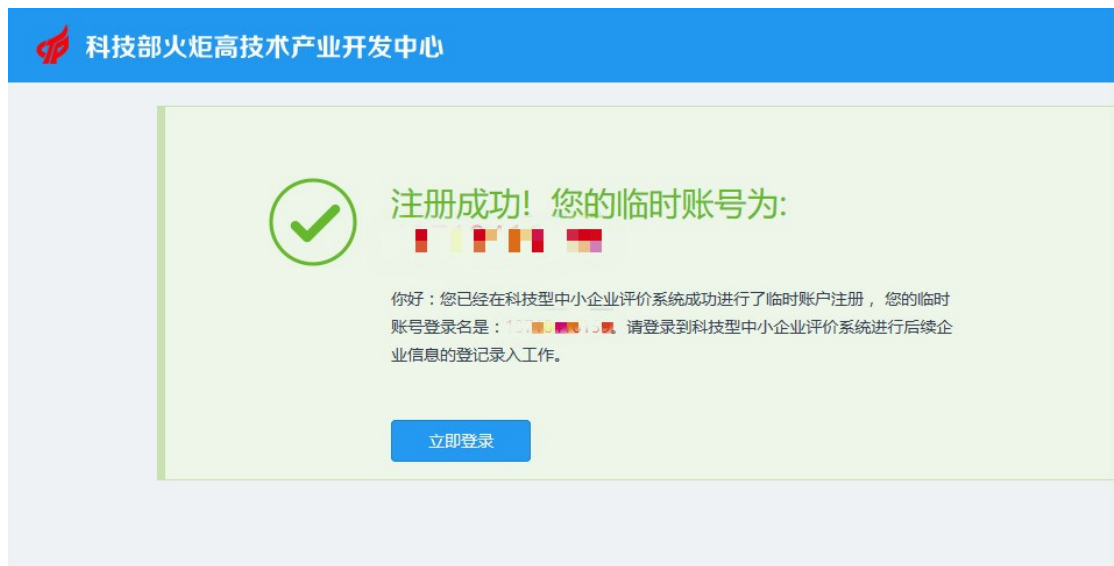 科技部火炬高技术产业开发中心
注册成功！您的临时账号为:
你好：您已经在科技型中小企业评价系统成功进行了临时账户注册 ，您的临时
账号登录名是： 。请登录到科技型中小企业评价系统进行后续企
业信息的登记录入工作。
立即登录